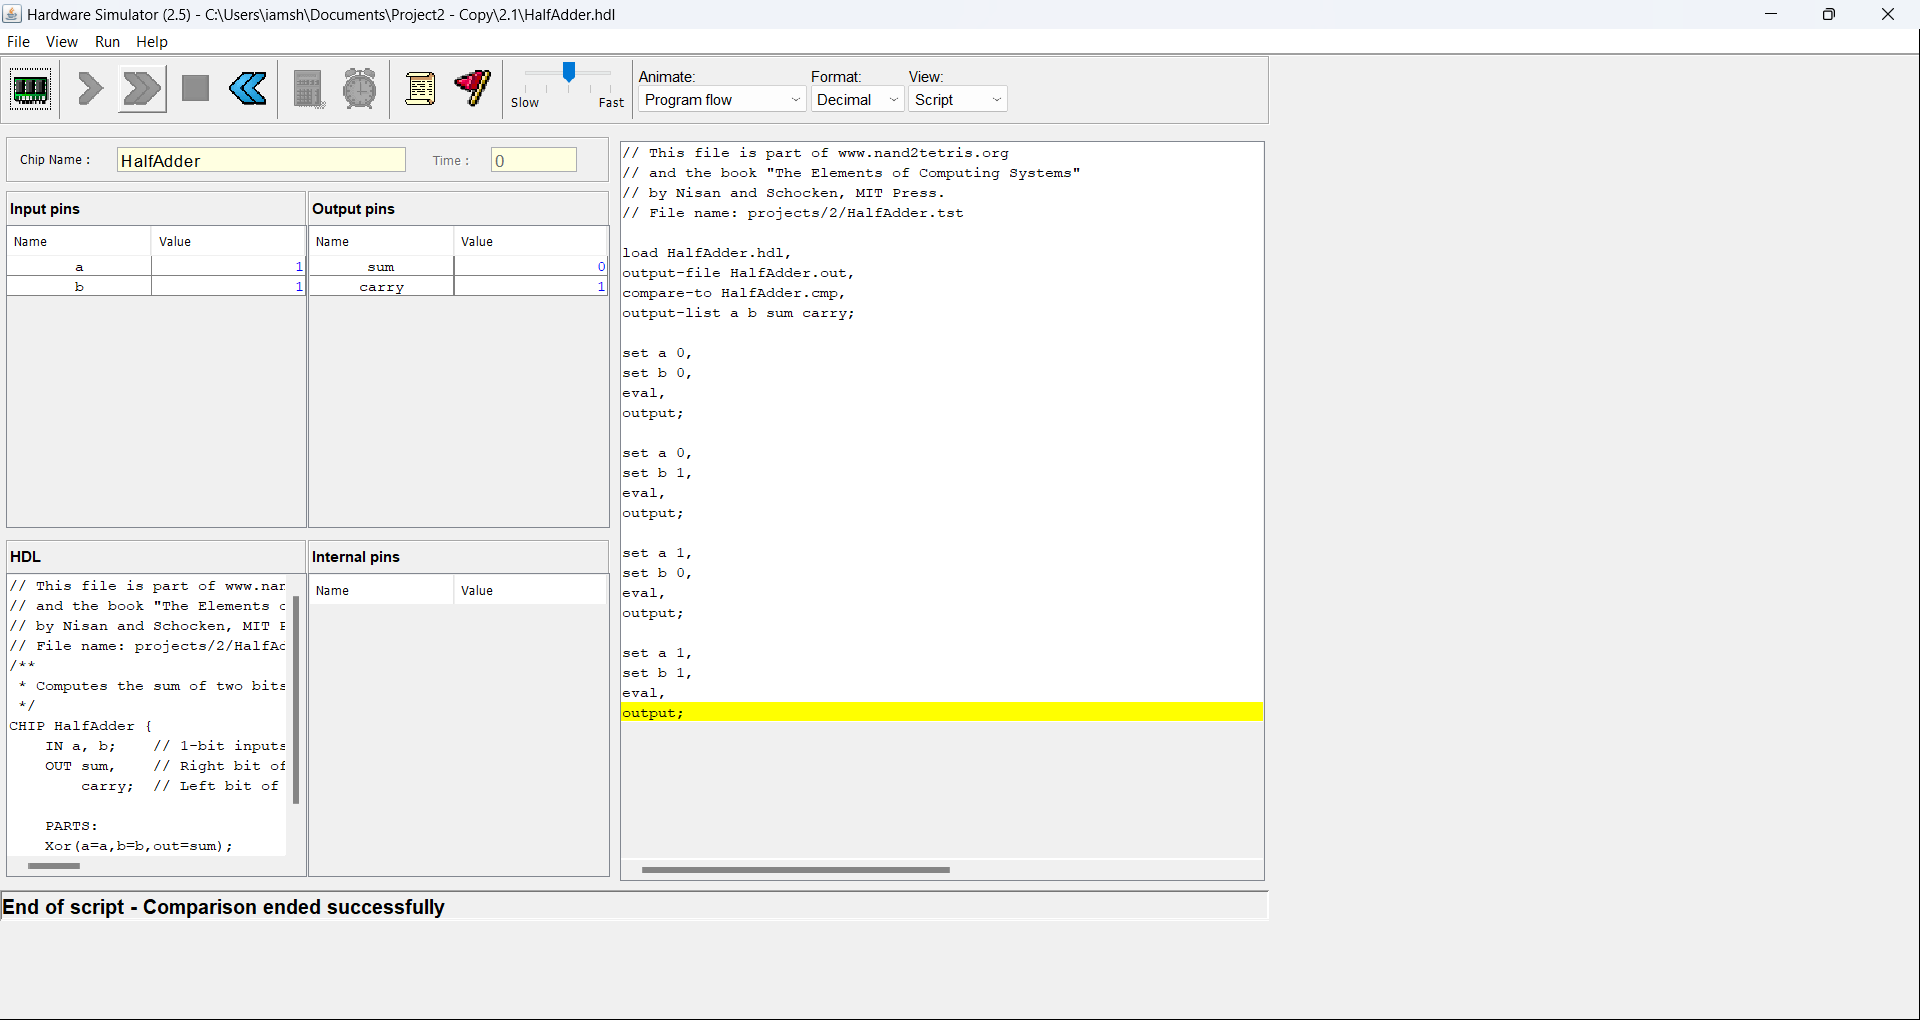 Hardware Simulator (2.5) - C:\Users\iamsh\Documents\Project2 - Copy\2.1\HalfAdder.hdl
File View Run Help
Slow Fast
Animate: Format: View:
Program flow Decimal Script
Chip Name : HalfAdder Time : 0
Input pins
Name Value
a 1
b 1
Output pins
Name Value
sum 0
carry 1
HDL
// This file is part of www.nan
// and the book "The Elements o
// by Nisan and Schocken, MIT P
// File name: projects/2/HalfAd
/**
* Computes the sum of two bits
*/
CHIP HalfAdder {
IN a, b; // 1-bit inputs
OUT sum, // Right bit of
carry; // Left bit of
PARTS:
Xor(a=a,b=b,out=sum);
Internal pins
Name Value
// This file is part of www.nand2tetris.org
// and the book "The Elements of Computing Systems"
// by Nisan and Schocken, MIT Press.
// File name: projects/2/HalfAdder.tst
load HalfAdder.hdl,
output-file HalfAdder.out,
compare-to HalfAdder.cmp,
output-list a b sum carry;
set a 0,
set b 0,
eval,
output;
set a 0,
set b 1,
eval,
output;
set a 1,
set b 0,
eval,
output;
set a 1,
set b 1,
eval,
output;
End of script - Comparison ended successfully